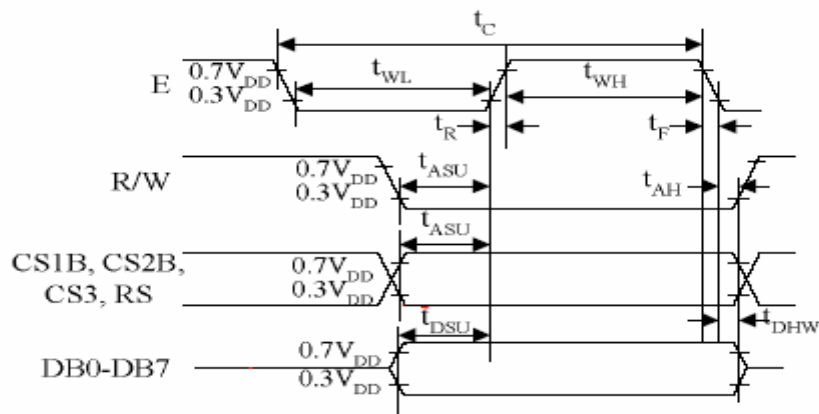 tC
0.7VDD
tWL
tWH
E
0.3VDD
tR
tF
0.7VDD
tASU
R/W
0.3VDD
tAH
tASU
CS1B, CS2B,
0.7VDD
CS3, RS
0.3VDD
tDSU
tDHW
0.7VDD
DB0-DB7
0.3VDD